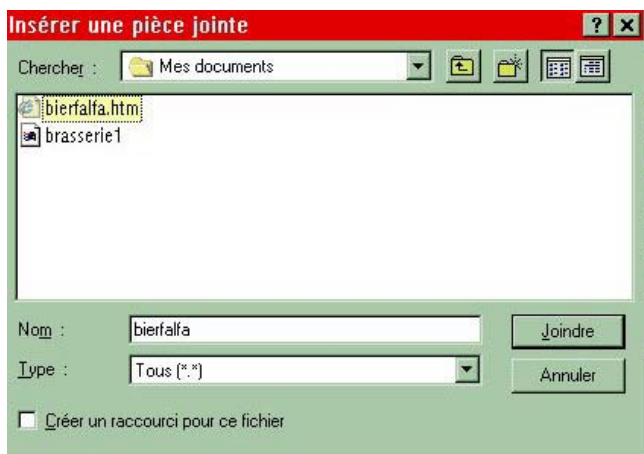 Insérer une pièce jointe
Chercher : Mes documents
bierfalfa.htm
brasserie1
Nom : bierfalfa Joindre
Type : Tous (*.*) Annuler
Créer un raccourci pour ce fichier